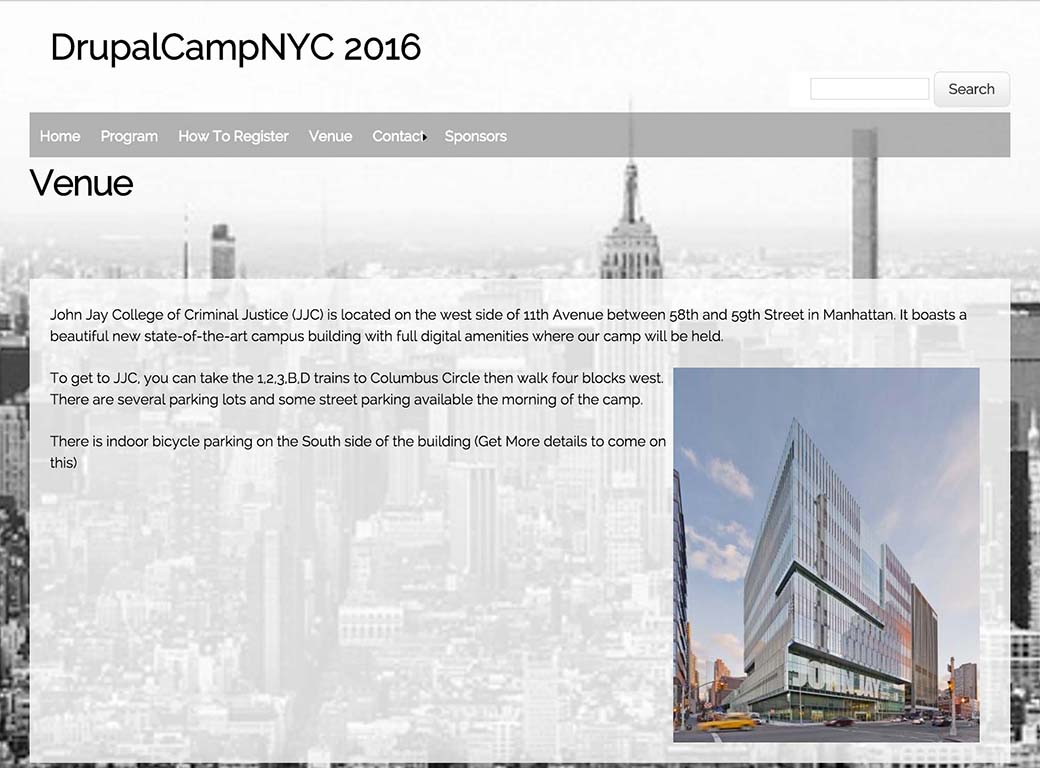 DrupalCampNYC 2016
Search
Home Program How To Register Venue Contact Sponsors
Venue
John Jay College of Criminal Justice (JJC) is located on the west side of 11th Avenue between 58th and 59th Street in Manhattan. It boasts a
beautiful new state-of-the-art campus building with full digital amenities where our camp will be held.
To get to JJC, you can take the 1,2,3,B,D trains to Columbus Circle then walk four blocks west.
There are several parking lots and some street parking available the morning of the camp.
There is indoor bicycle parking on the South side of the building (Get More details to come on
this)
JOHN JAY